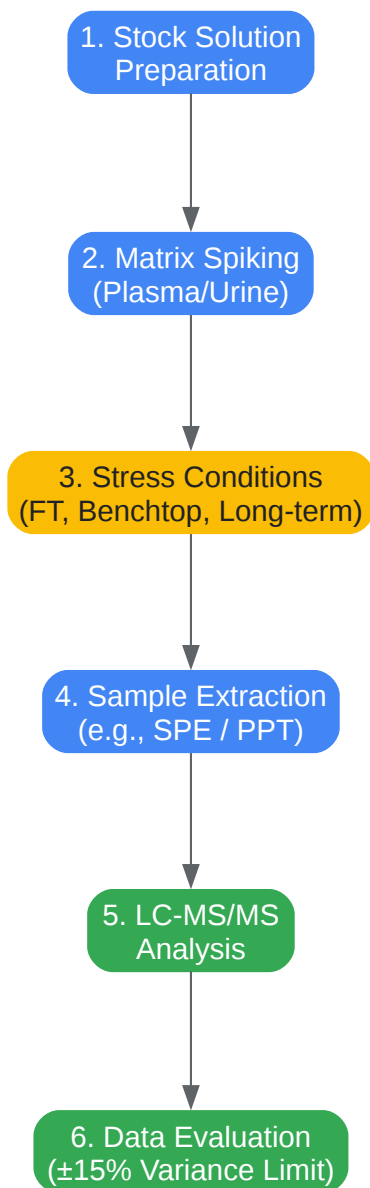 1. Stock Solution
Preparation
2. Matrix Spiking
(Plasma/Urine)
3. Stress Conditions
(FT, Benchtop, Long-term)
4. Sample Extraction
(e.g., SPE / PPT)
5. LC-MS/MS
Analysis
6. Data Evaluation
(±15% Variance Limit)